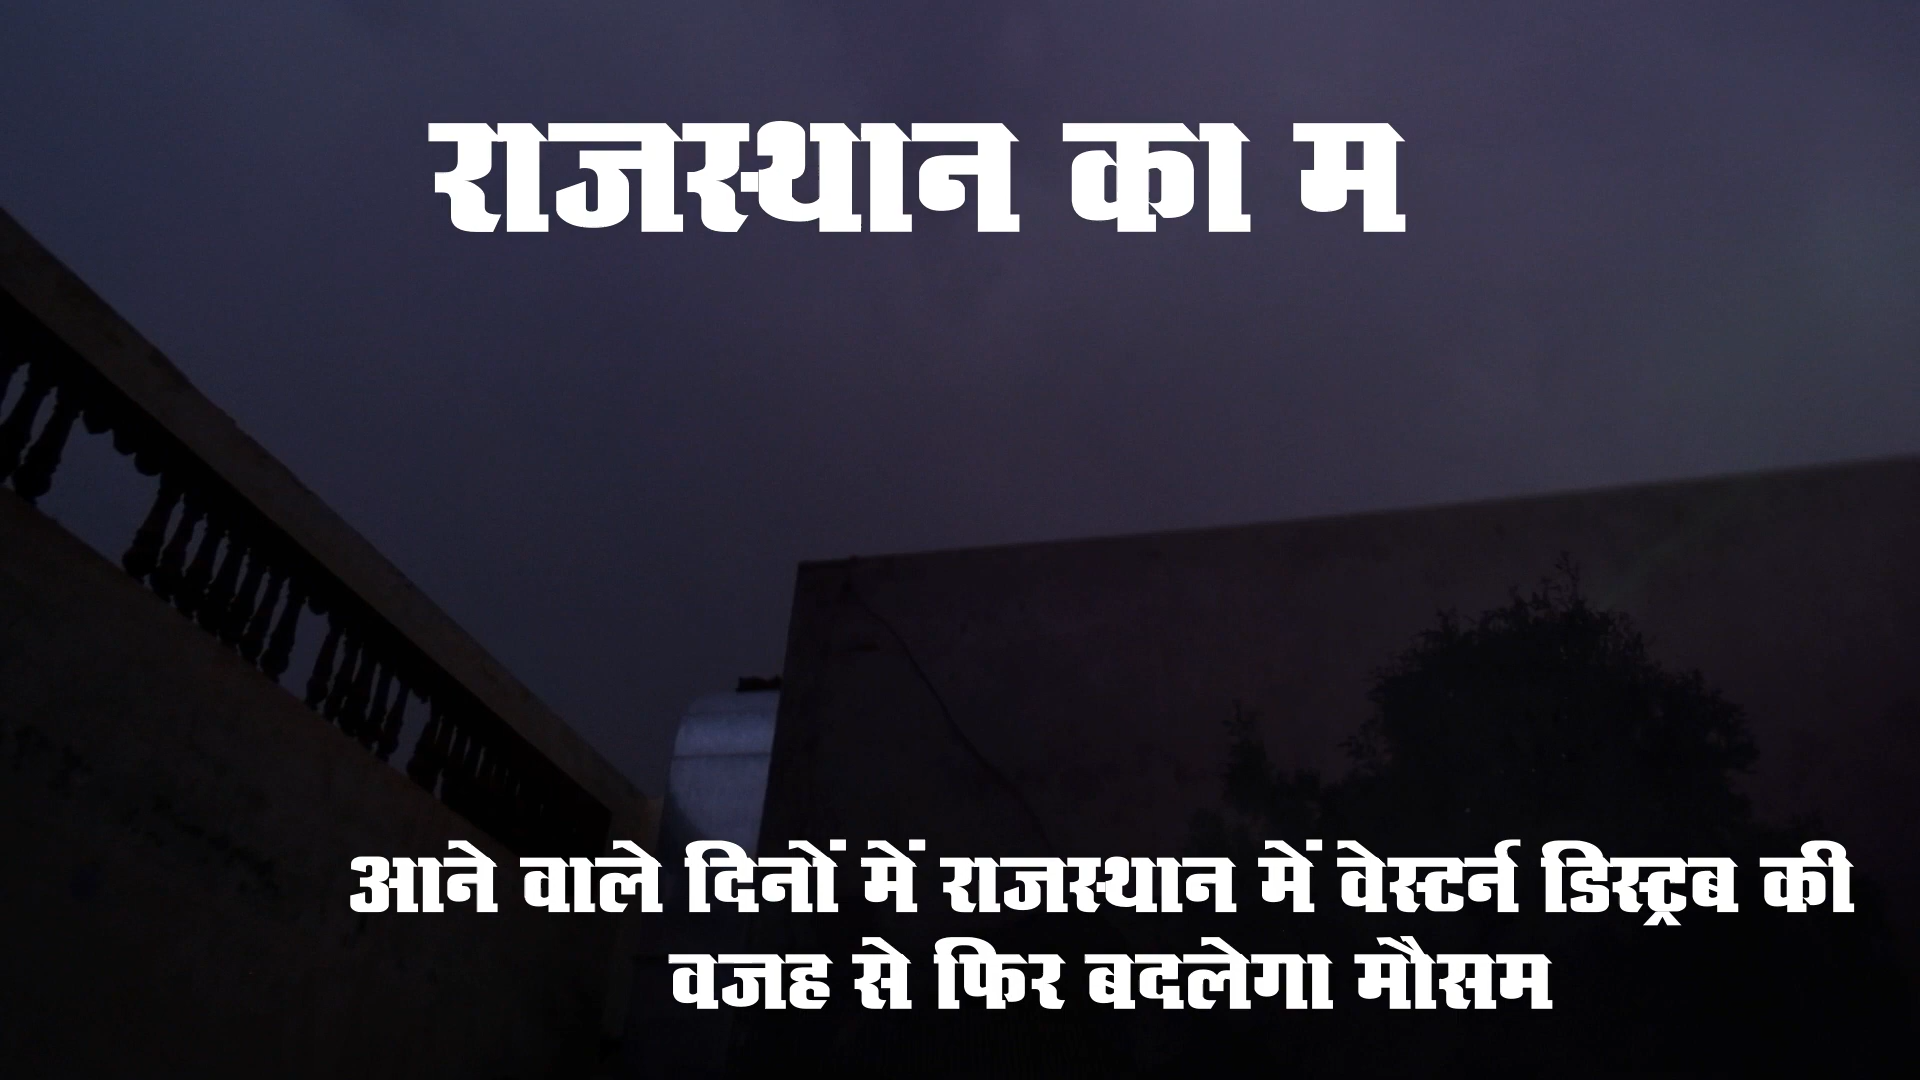 राजस्थान का म
आने वाले दिनों में राजस्थान में वेस्टर्न डिस्ट्रब की
वजह से फिर बदलेगा मौसम